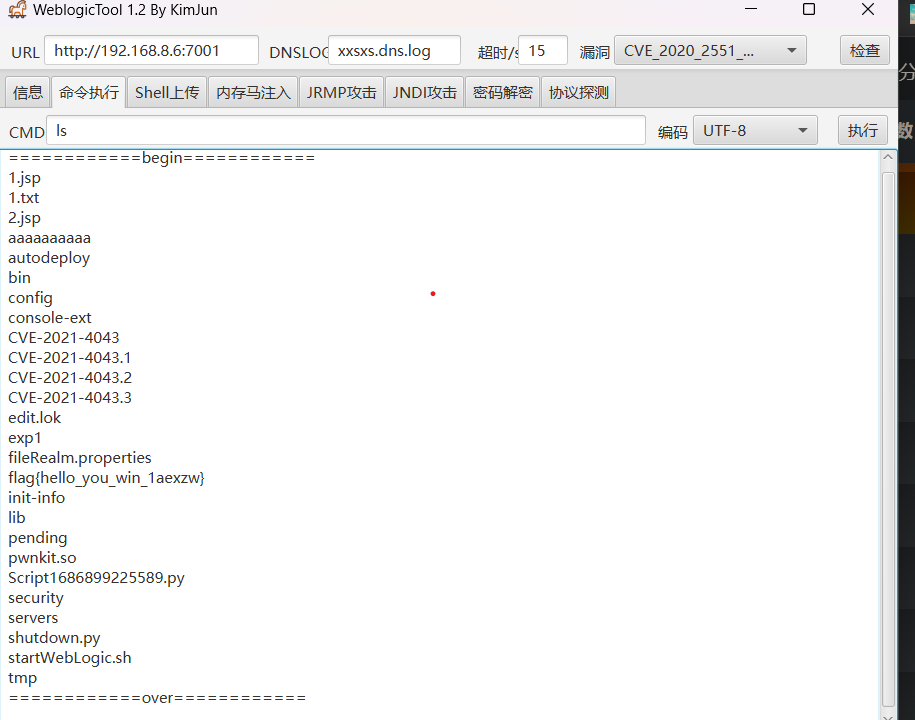 WeblogicTool 1.2 By KimJun
URL http://192.168.8.6:7001 DNSLOG xxsxs.dns.log 超时/s 15 漏洞 CVE_2020_2551_... 检查
信息 命令执行 Shell上传 内存马注入 JRMP攻击 JNDI攻击 密码解密 协议探测
CMD ls 编码 UTF-8 执行
============begin============
1.jsp
1.txt
2.jsp
aaaaaaaaaa
autodeploy
bin
config
console-ext
CVE-2021-4043
CVE-2021-4043.1
CVE-2021-4043.2
CVE-2021-4043.3
edit.lok
exp1
fileRealm.properties
flag{hello_you_win_1aexzw}
init-info
lib
pending
pwnkit.so
Script1686899225589.py
security
servers
shutdown.py
startWebLogic.sh
tmp
============over============